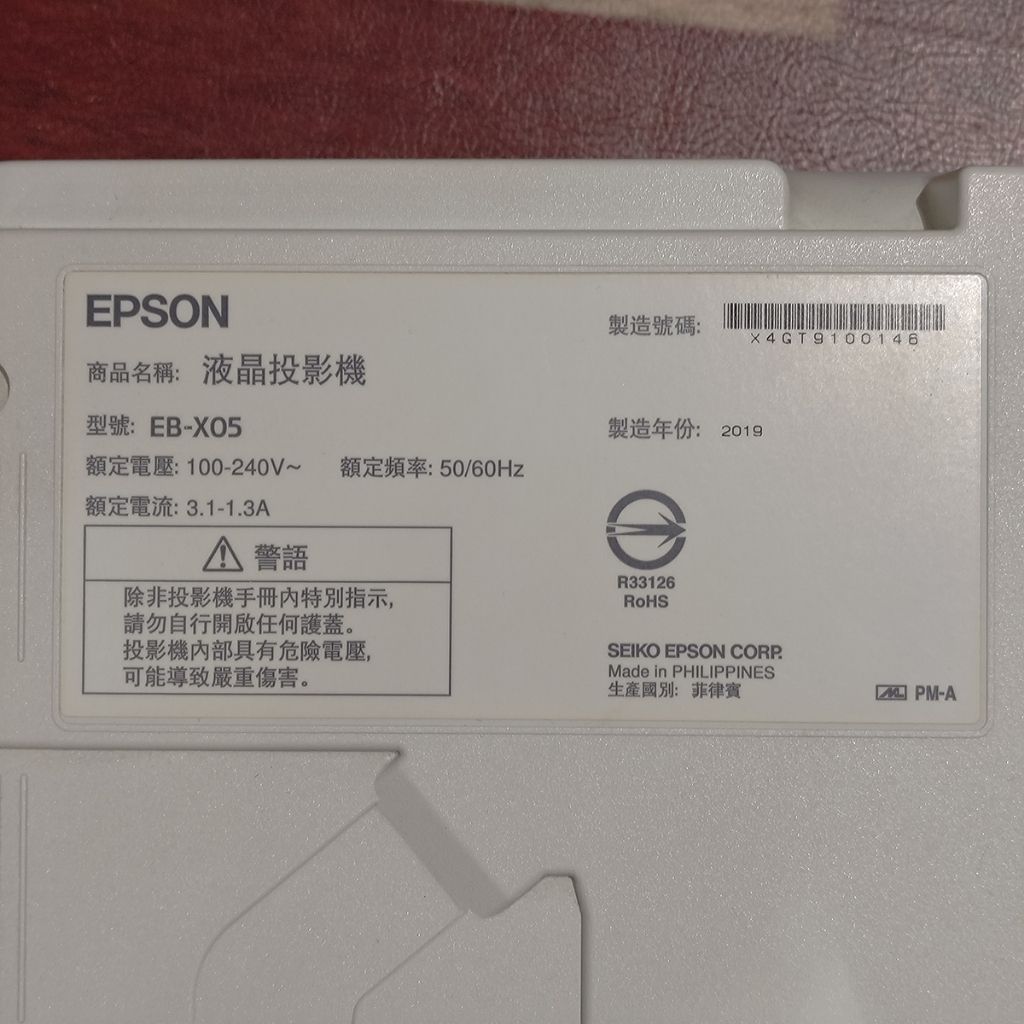 EPSON
商品名稱: 液晶投影機
型號: EB-X05
額定電壓: 100-240V~ 額定頻率: 50/60Hz
額定電流: 3.1-1.3A
警語
除非投影機手冊內特別指示,
請勿自行開啟任何護蓋。
投影機內部具有危險電壓,
可能導致嚴重傷害。
製造號碼:
X4GT9100146
製造年份: 2019
R33126
RoHS
SEIKO EPSON CORP.
Made in PHILIPPINES
生產國別: 菲律賓
PM-A